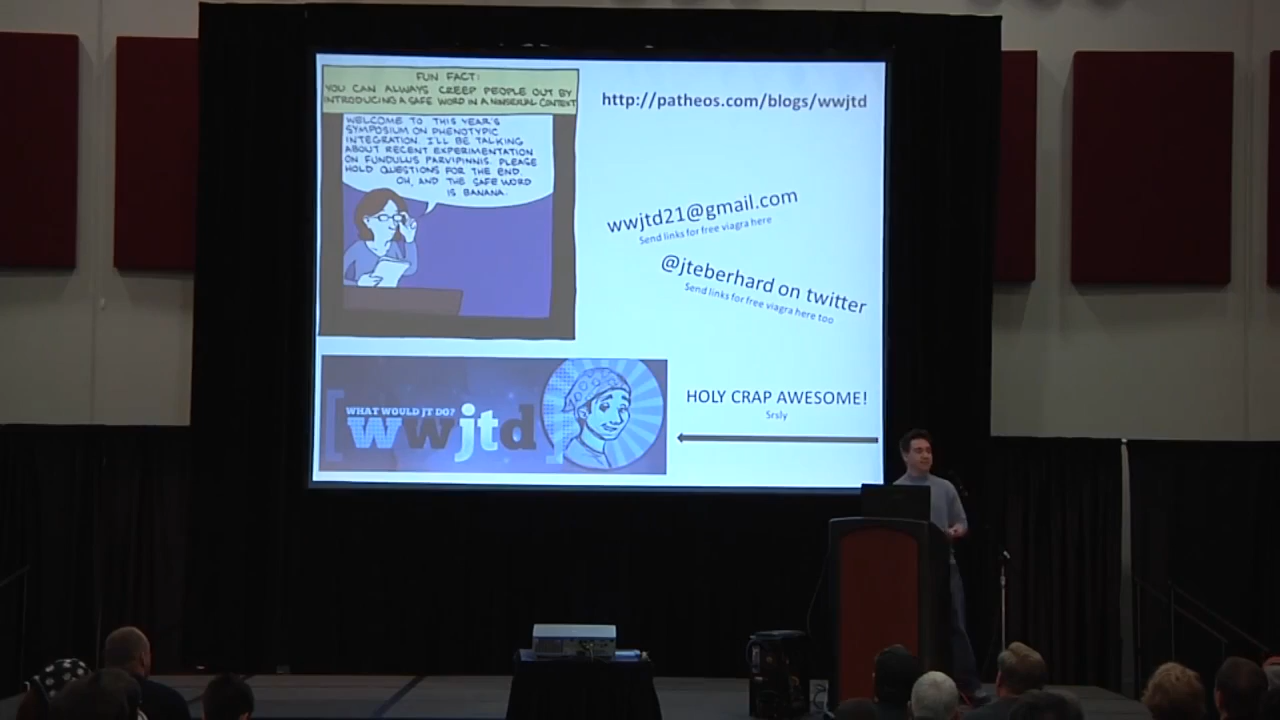 FUN FACT:
YOU CAN ALWAYS CREEP PEOPLE OUT BY
INTRODUCING A SAFE WORD IN A NONSEXUAL CONTEXT
WELCOME TO THIS YEAR'S
SYMPOSIUM ON PHENOTYPIC
INTEGRATION. I'LL BE TALKING
ABOUT RECENT EXPERIMENTATION
ON FUNDULUS PARVIPINNIS. PLEASE
HOLD QUESTIONS FOR THE END.
OH, AND THE SAFE WORD
IS BANANA.
http://patheos.com/blogs/wwjtd
wwjtd21@gmail.com
Send links for free viagra here
@jteberhard on twitter
Send links for free viagra here too
WHAT WOULD JT DO?
[wwjtd]
HOLY CRAP AWESOME!
Srsly